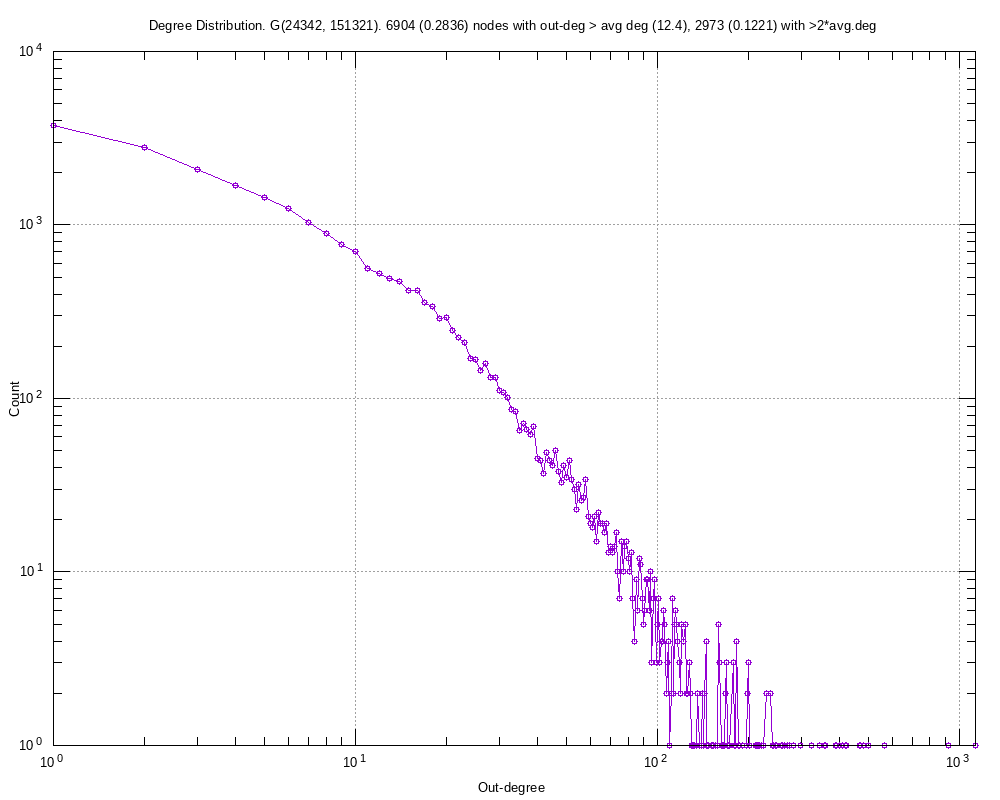 Degree Distribution. G(24342, 151321). 6904 (0.2836) nodes with out-deg > avg deg (12.4), 2973 (0.1221) with >2*avg.deg
10^4
10^3
10^2
10^1
10^0
Count
10^0 10^1 10^2 10^3
Out-degree